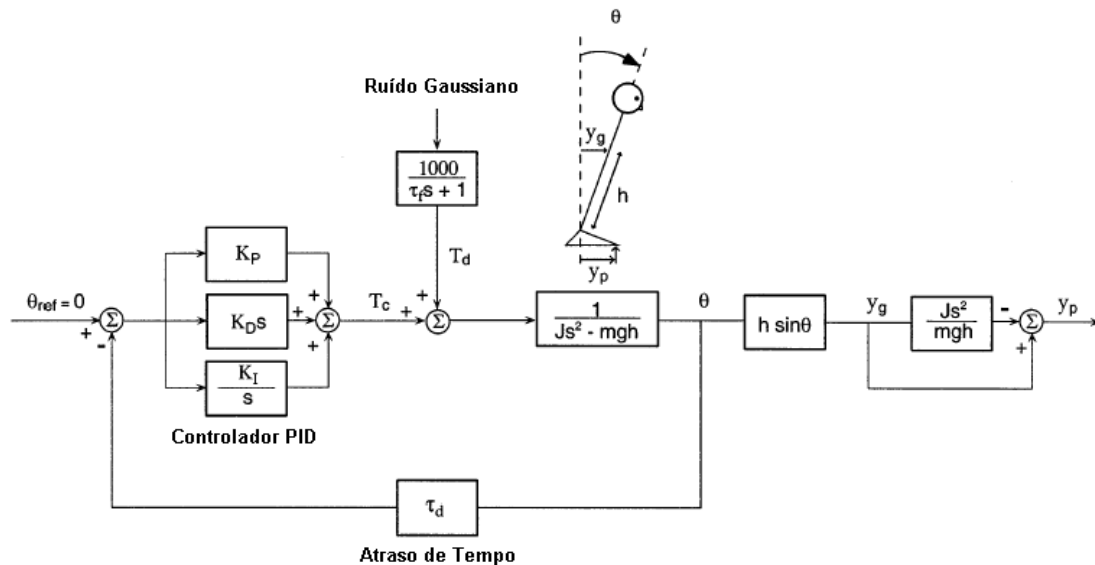 θ
Ruído Gaussiano
y_g
1000
τ_f s + 1
h
K_P
T_d
y_p
θ_ref = 0
+
-
Σ
K_D s
+
+
+
Σ
T_c
+
+
Σ
1
Js² - mgh
θ
h sinθ
y_g
Js²
mgh
-
+
Σ
y_p
K_I
s
Controlador PID
τ_d
Atraso de Tempo